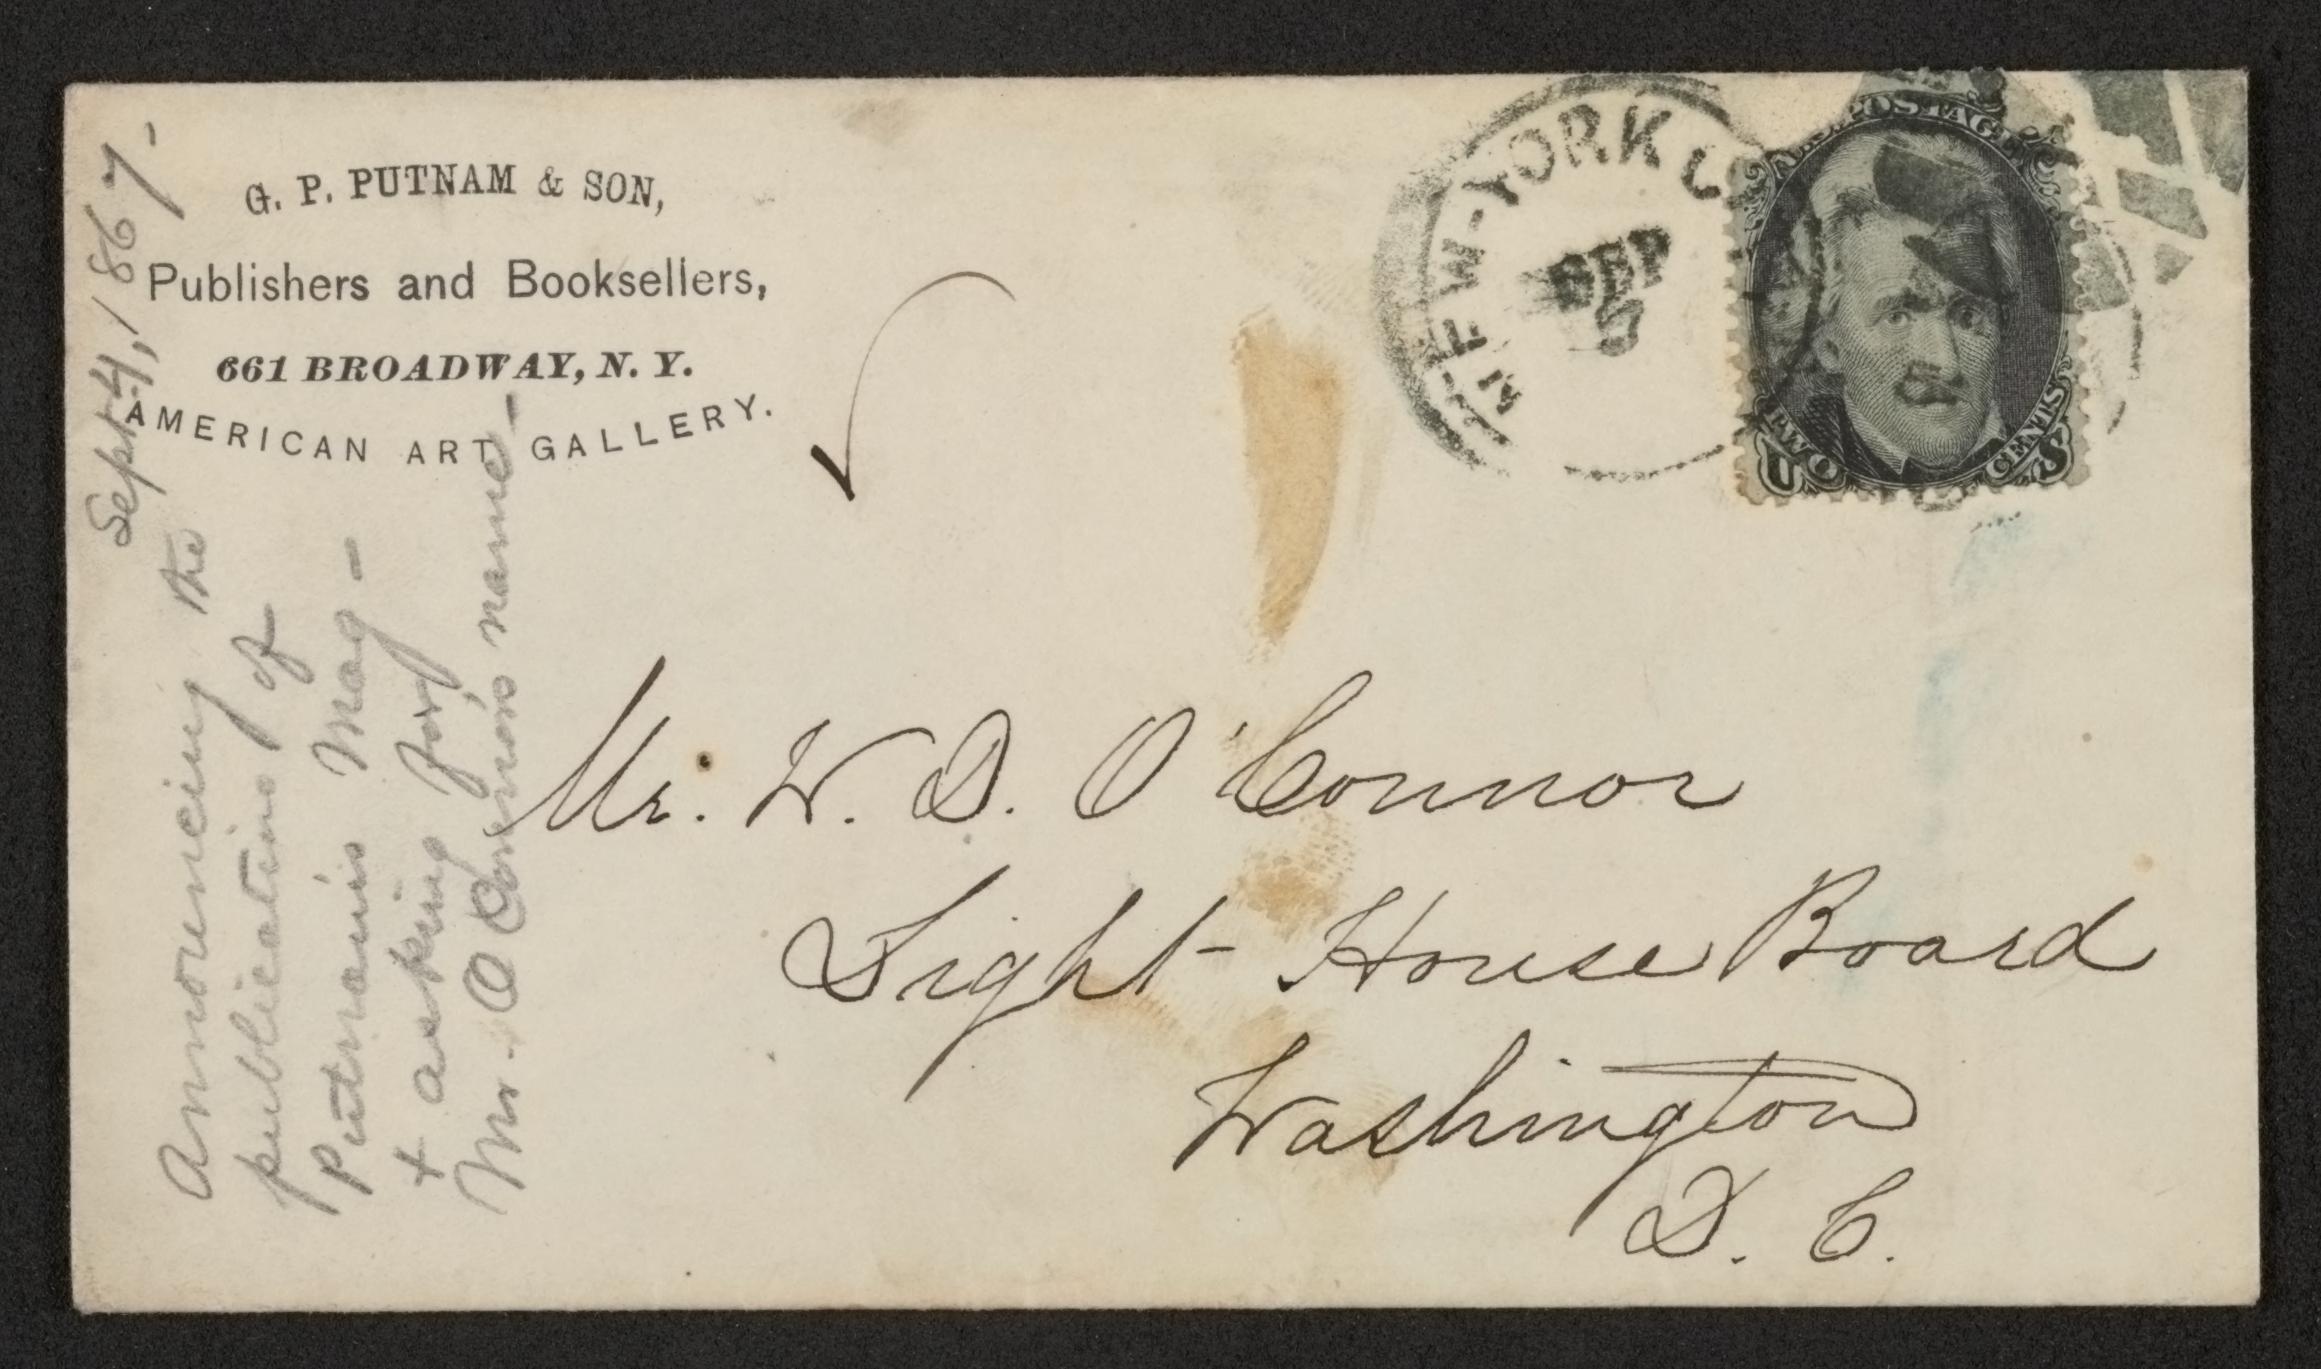 G. P. PUTNAM & SON,
Publishers and Booksellers,
661 BROADWAY, N. Y.
AMERICAN ART GALLERY.
NEW-YORK
SEP
U.S. POSTAGE
TWO CENTS
U S
Mr. W. D. O'Connor
Light-House Board
Washington
D. C.
Sept 4, 1867-
Announcing the
publication of
Putnam's Mag -
+ asking for
Mr. O'Connor's name -